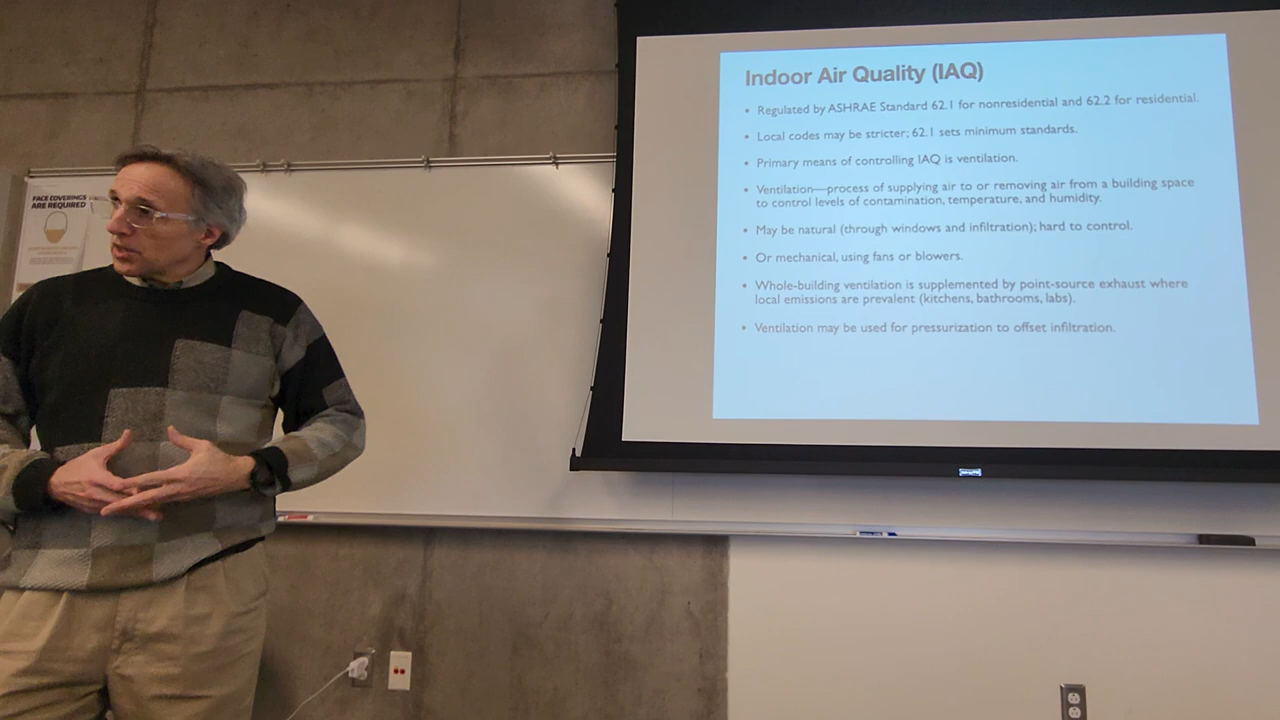 FACE COVERINGS
ARE REQUIRED
Indoor Air Quality (IAQ)
• Regulated by ASHRAE Standard 62.1 for nonresidential and 62.2 for residential.
• Local codes may be stricter; 62.1 sets minimum standards.
• Primary means of controlling IAQ is ventilation.
• Ventilation—process of supplying air to or removing air from a building space
to control levels of contamination, temperature, and humidity.
• May be natural (through windows and infiltration); hard to control.
• Or mechanical, using fans or blowers.
• Whole-building ventilation is supplemented by point-source exhaust where
local emissions are prevalent (kitchens, bathrooms, labs).
• Ventilation may be used for pressurization to offset infiltration.